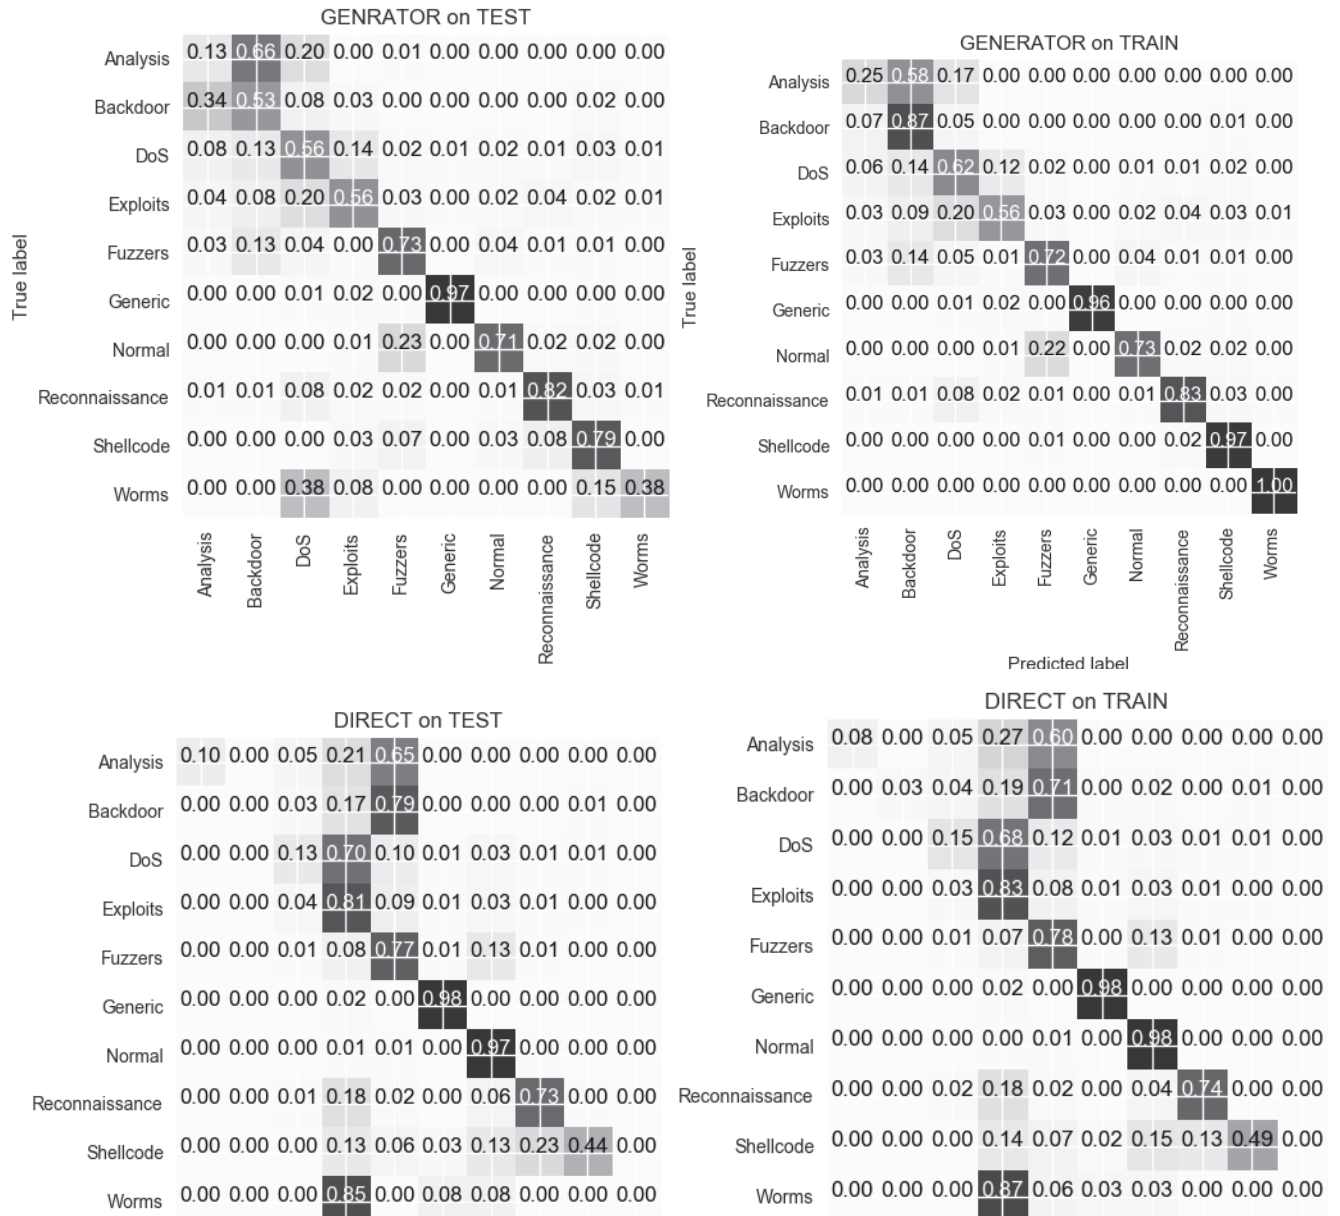 GENRATOR on TEST
True label
Analysis 0.13 0.66 0.20 0.00 0.01 0.00 0.00 0.00 0.00 0.00
Backdoor 0.34 0.53 0.08 0.03 0.00 0.00 0.00 0.00 0.02 0.00
DoS 0.08 0.13 0.56 0.14 0.02 0.01 0.02 0.01 0.03 0.01
Exploits 0.04 0.08 0.20 0.56 0.03 0.00 0.02 0.04 0.02 0.01
Fuzzers 0.03 0.13 0.04 0.00 0.73 0.00 0.04 0.01 0.01 0.00
Generic 0.00 0.00 0.01 0.02 0.00 0.97 0.00 0.00 0.00 0.00
Normal 0.00 0.00 0.00 0.01 0.23 0.00 0.71 0.02 0.02 0.00
Reconnaissance 0.01 0.01 0.08 0.02 0.02 0.00 0.01 0.82 0.03 0.01
Shellcode 0.00 0.00 0.00 0.03 0.07 0.00 0.03 0.08 0.79 0.00
Worms 0.00 0.00 0.38 0.08 0.00 0.00 0.00 0.00 0.15 0.38
Analysis Backdoor DoS Exploits Fuzzers Generic Normal Reconnaissance Shellcode Worms
GENERATOR on TRAIN
True label
Analysis 0.25 0.58 0.17 0.00 0.00 0.00 0.00 0.00 0.00 0.00
Backdoor 0.07 0.87 0.05 0.00 0.00 0.00 0.00 0.00 0.01 0.00
DoS 0.06 0.14 0.62 0.12 0.02 0.00 0.01 0.01 0.02 0.00
Exploits 0.03 0.09 0.20 0.56 0.03 0.00 0.02 0.04 0.03 0.01
Fuzzers 0.03 0.14 0.05 0.01 0.72 0.00 0.04 0.01 0.01 0.00
Generic 0.00 0.00 0.01 0.02 0.00 0.96 0.00 0.00 0.00 0.00
Normal 0.00 0.00 0.00 0.01 0.22 0.00 0.73 0.02 0.02 0.00
Reconnaissance 0.01 0.01 0.08 0.02 0.01 0.00 0.01 0.83 0.03 0.00
Shellcode 0.00 0.00 0.00 0.00 0.01 0.00 0.00 0.02 0.97 0.00
Worms 0.00 0.00 0.00 0.00 0.00 0.00 0.00 0.00 0.00 1.00
Analysis Backdoor DoS Exploits Fuzzers Generic Normal Reconnaissance Shellcode Worms
Predicted label
DIRECT on TEST
Analysis 0.10 0.00 0.05 0.21 0.65 0.00 0.00 0.00 0.00 0.00
Backdoor 0.00 0.00 0.03 0.17 0.79 0.00 0.00 0.00 0.01 0.00
DoS 0.00 0.00 0.13 0.70 0.10 0.01 0.03 0.01 0.01 0.00
Exploits 0.00 0.00 0.04 0.81 0.09 0.01 0.03 0.01 0.00 0.00
Fuzzers 0.00 0.00 0.01 0.08 0.77 0.01 0.13 0.01 0.00 0.00
Generic 0.00 0.00 0.00 0.02 0.00 0.98 0.00 0.00 0.00 0.00
Normal 0.00 0.00 0.00 0.01 0.01 0.00 0.97 0.00 0.00 0.00
Reconnaissance 0.00 0.00 0.01 0.18 0.02 0.00 0.06 0.73 0.00 0.00
Shellcode 0.00 0.00 0.00 0.13 0.06 0.03 0.13 0.23 0.44 0.00
Worms 0.00 0.00 0.00 0.85 0.00 0.08 0.08 0.00 0.00 0.00
DIRECT on TRAIN
Analysis 0.08 0.00 0.05 0.27 0.60 0.00 0.00 0.00 0.00 0.00
Backdoor 0.00 0.03 0.04 0.19 0.71 0.00 0.02 0.00 0.01 0.00
DoS 0.00 0.00 0.15 0.68 0.12 0.01 0.03 0.01 0.01 0.00
Exploits 0.00 0.00 0.03 0.83 0.08 0.01 0.03 0.01 0.00 0.00
Fuzzers 0.00 0.00 0.01 0.07 0.78 0.00 0.13 0.01 0.00 0.00
Generic 0.00 0.00 0.00 0.02 0.00 0.98 0.00 0.00 0.00 0.00
Normal 0.00 0.00 0.00 0.00 0.01 0.00 0.98 0.00 0.00 0.00
Reconnaissance 0.00 0.00 0.02 0.18 0.02 0.00 0.04 0.74 0.00 0.00
Shellcode 0.00 0.00 0.00 0.14 0.07 0.02 0.15 0.13 0.49 0.00
Worms 0.00 0.00 0.00 0.87 0.06 0.03 0.03 0.00 0.00 0.00